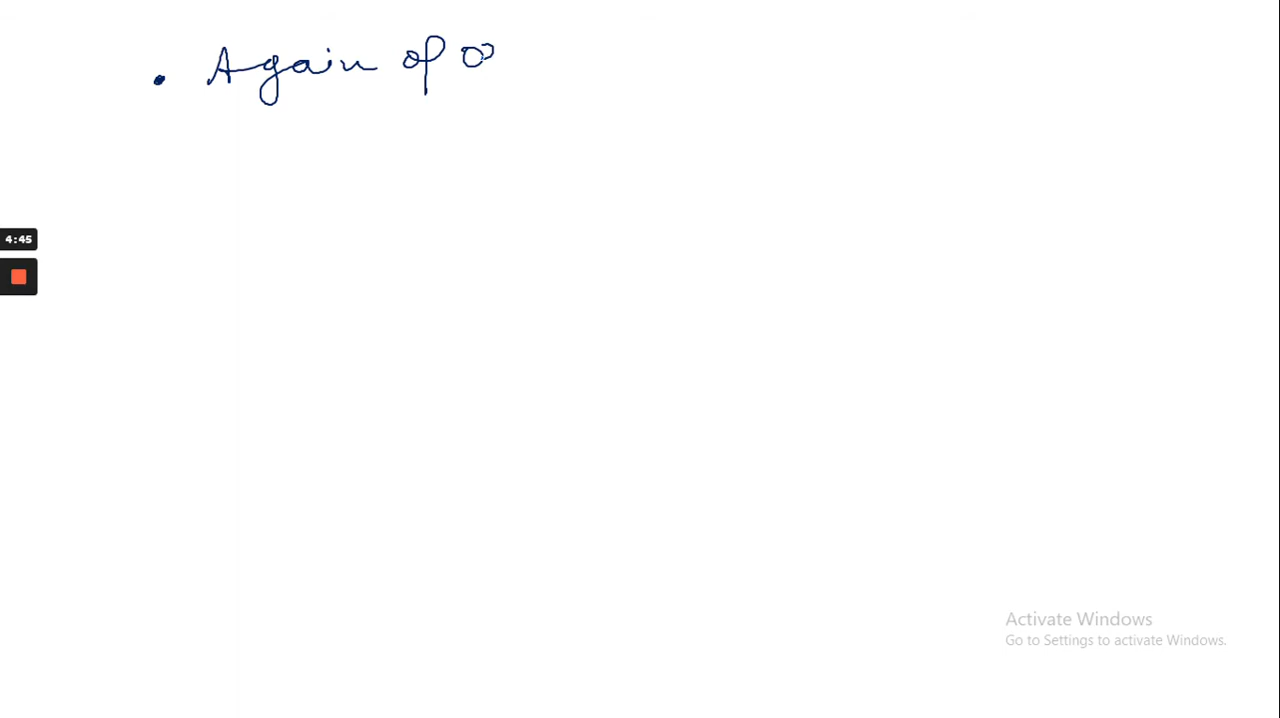 • Again of
4:45
Activate Windows
Go to Settings to activate Windows.